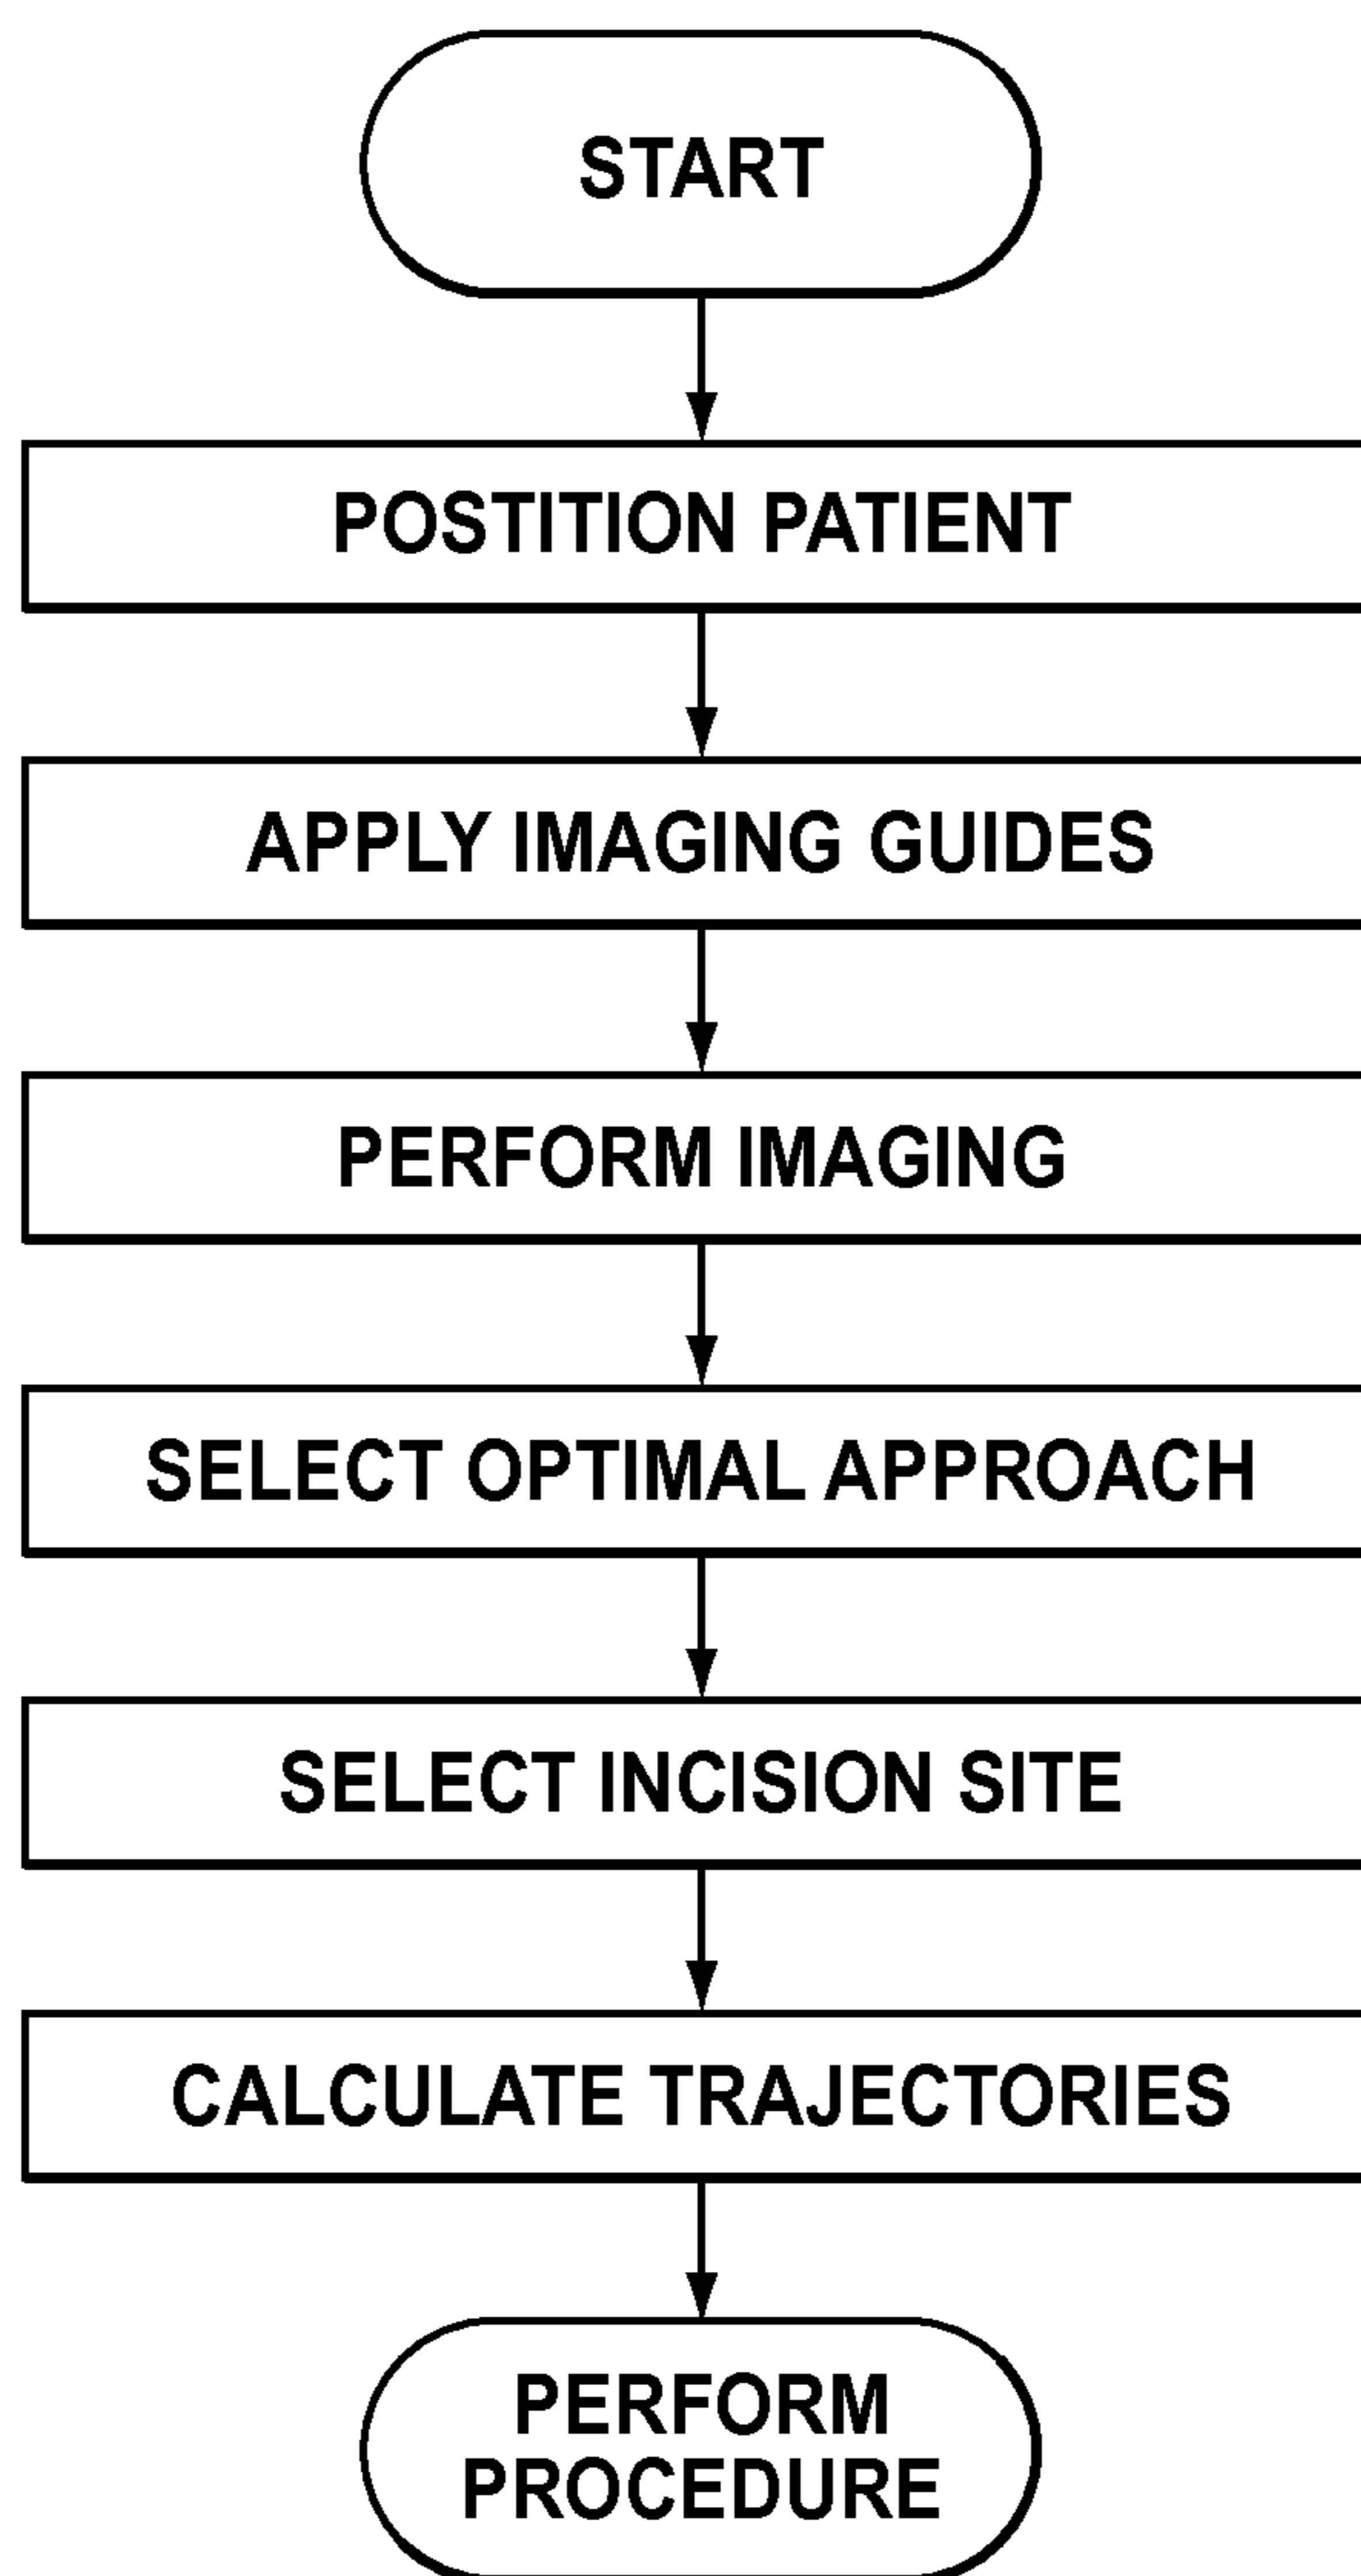 START
POSTITION PATIENT
APPLY IMAGING GUIDES
PERFORM IMAGING
SELECT OPTIMAL APPROACH
SELECT INCISION SITE
CALCULATE TRAJECTORIES
PERFORM
PROCEDURE